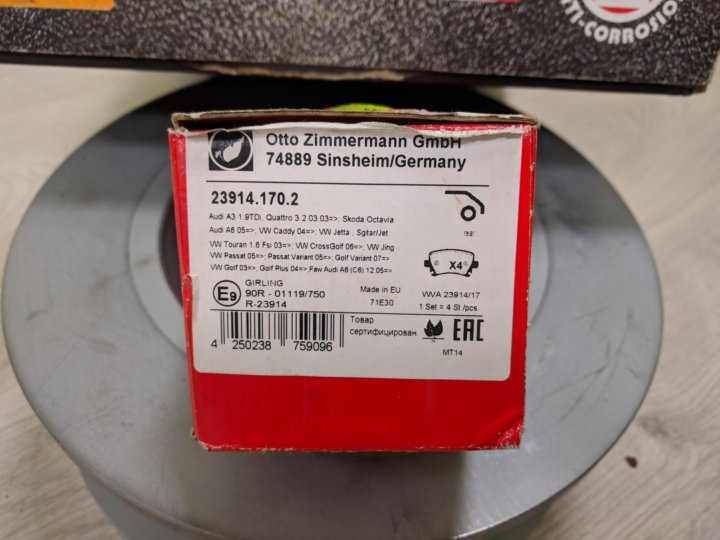 ANTI-CORROSION
Otto Zimmermann GmbH
74889 Sinsheim/Germany
23914.170.2
Audi A3 1.9TDi, Quattro 3.2 03.03=>; Skoda Octavia
Audi A6 05=>; VW Caddy 04=>; VW Jetta , Sgitar/Jet
VW Touran 1.6 Fsi 03=>; VW CrossGolf 06=>; VW Jing
VW Passat 05=>; Passat Variant 05=>; Golf Variant 07=>
VW Golf 03=>; Golf Plus 04=> Faw Audi A6 (C6) 12.05=>
X4
E9
GIRLING
90R - 01119/750
R-23914
Made in EU
71E30
WVA 23914/17
1 Set = 4 St./pcs.
4 250238 759096
Товар
сертифицирован
EAC
MT14